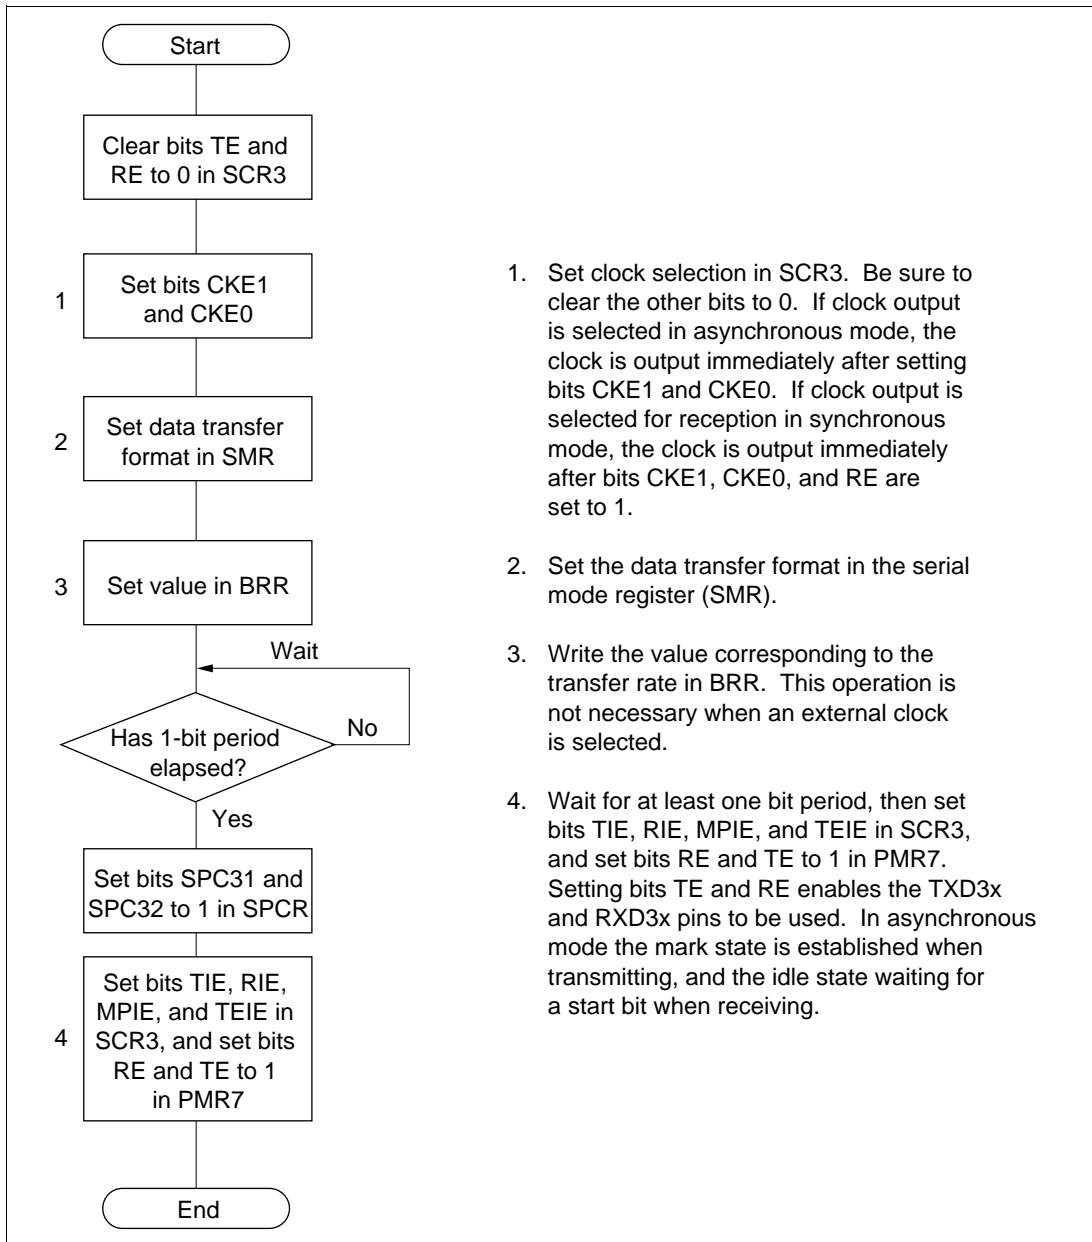 Start
Clear bits TE and
RE to 0 in SCR3
1
Set bits CKE1
and CKE0
2
Set data transfer
format in SMR
3
Set value in BRR
Wait
Has 1-bit period
elapsed?
No
Yes
Set bits SPC31 and
SPC32 to 1 in SPCR
4
Set bits TIE, RIE,
MPIE, and TEIE in
SCR3, and set bits
RE and TE to 1
in PMR7
End
1. Set clock selection in SCR3. Be sure to
clear the other bits to 0. If clock output
is selected in asynchronous mode, the
clock is output immediately after setting
bits CKE1 and CKE0. If clock output is
selected for reception in synchronous
mode, the clock is output immediately
after bits CKE1, CKE0, and RE are
set to 1.
2. Set the data transfer format in the serial
mode register (SMR).
3. Write the value corresponding to the
transfer rate in BRR. This operation is
not necessary when an external clock
is selected.
4. Wait for at least one bit period, then set
bits TIE, RIE, MPIE, and TEIE in SCR3,
and set bits RE and TE to 1 in PMR7.
Setting bits TE and RE enables the TXD3x
and RXD3x pins to be used. In asynchronous
mode the mark state is established when
transmitting, and the idle state waiting for
a start bit when receiving.